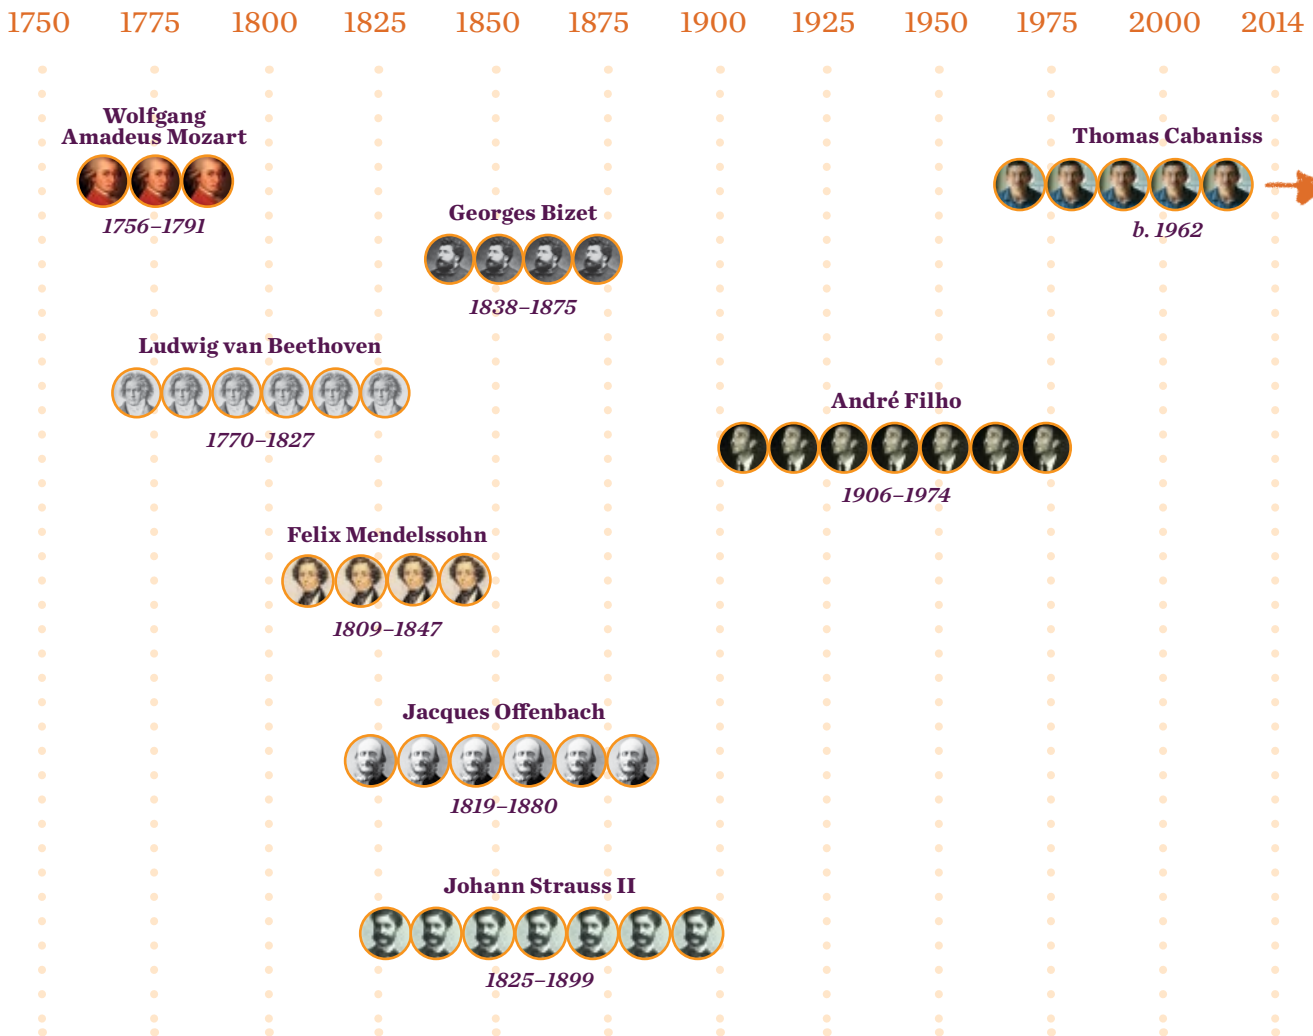 1750 1775 1800 1825 1850 1875 1900 1925 1950 1975 2000 2014
Wolfgang
Amadeus Mozart
1756–1791
Thomas Cabaniss
b. 1962
Georges Bizet
1838–1875
Ludwig van Beethoven
1770–1827
André Filho
1906–1974
Felix Mendelssohn
1809–1847
Jacques Offenbach
1819–1880
Johann Strauss II
1825–1899